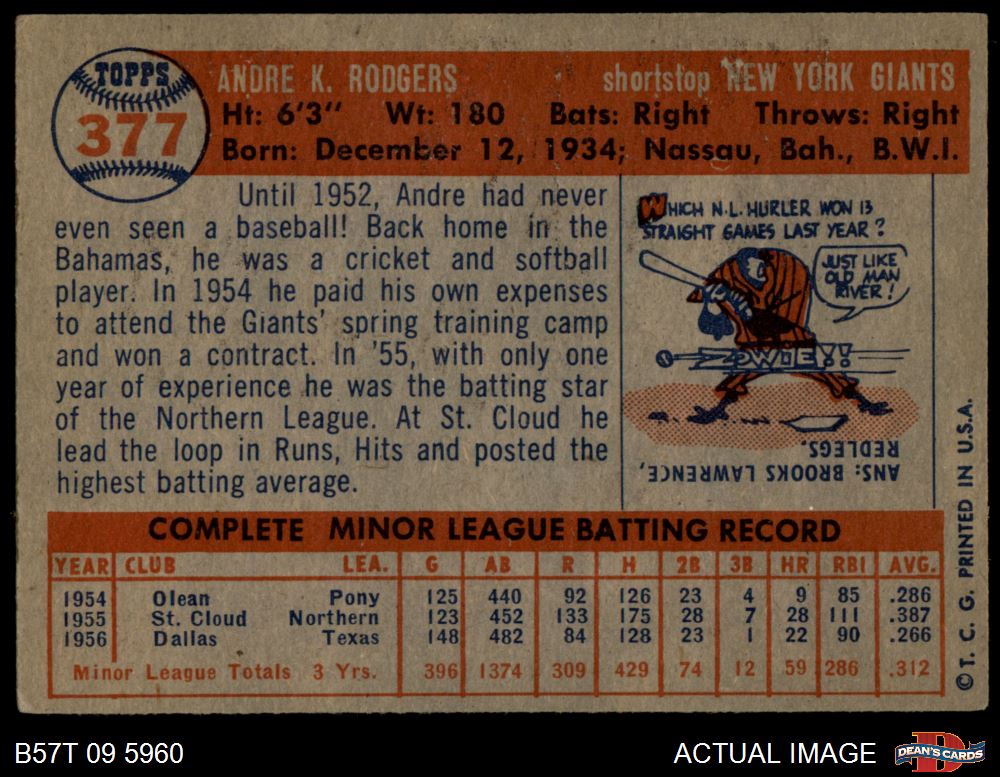 TOPPS
377
ANDRE K. RODGERS shortstop NEW YORK GIANTS
Ht: 6'3" Wt: 180 Bats: Right Throws: Right
Born: December 12, 1934; Nassau, Bah., B.W.I.
Until 1952, Andre had never
even seen a baseball! Back home in the
Bahamas, he was a cricket and softball
player. In 1954 he paid his own expenses
to attend the Giants' spring training camp
and won a contract. In '55, with only one
year of experience he was the batting star
of the Northern League. At St. Cloud he
lead the loop in Runs, Hits and posted the
highest batting average.
WHICH N.L. HURLER WON 13
STRAIGHT GAMES LAST YEAR?
JUST LIKE
OLD MAN
RIVER!
ZOWIE!!
ANS: BROOKS LAWRENCE,
REDLEGS.
COMPLETE MINOR LEAGUE BATTING RECORD
YEAR CLUB LEA. G AB R H 2B 3B HR RBI AVG.
1954 Olean Pony 125 440 92 126 23 4 9 85 .286
1955 St. Cloud Northern 123 452 133 175 28 7 28 111 .387
1956 Dallas Texas 148 482 84 128 23 1 22 90 .266
Minor League Totals 3 Yrs. 396 1374 309 429 74 12 59 286 .312
©T. C. G. PRINTED IN U.S.A.
B57T 09 5960 ACTUAL IMAGE
DEAN'S CARDS